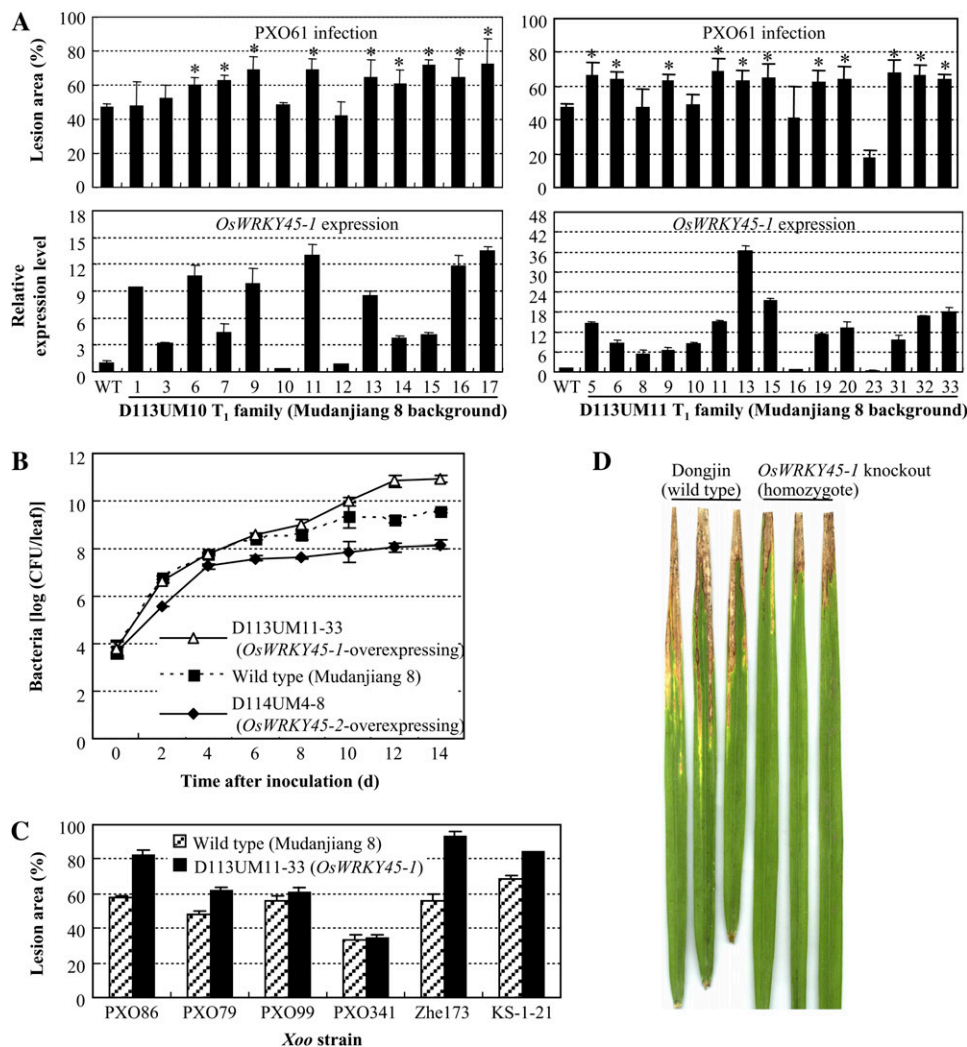 A
PXO61 infection
PXO61 infection
Lesion area (%)
100
80
60
40
20
0
* * * * * * * * *
100
80
60
40
20
0
* * * * * * * * * * *
OsWRKY45-1 expression
OsWRKY45-1 expression
Relative
expression level
18
15
12
9
6
3
0
48
42
36
30
24
18
12
6
0
WT 1 3 6 7 9 10 11 12 13 14 15 16 17
WT 5 6 8 9 10 11 13 15 16 19 20 23 31 32 33
D113UM10 T1 family (Mudanjiang 8 background)
D113UM11 T1 family (Mudanjiang 8 background)
B
Bacteria [log (CFU/leaf)]
12
10
8
6
4
2
0
D113UM11-33
(OsWRKY45-1-overexpressing)
Wild type (Mudanjiang 8)
D114UM4-8
(OsWRKY45-2-overexpressing)
0 2 4 6 8 10 12 14
Time after inoculation (d)
C
Lesion area (%)
100
80
60
40
20
0
Wild type (Mudanjiang 8)
D113UM11-33 (OsWRKY45-1)
PXO86 PXO79 PXO99 PXO341 Zhe173 KS-1-21
Xoo strain
D
Dongjin
(wild type)
OsWRKY45-1 knockout
(homozygote)